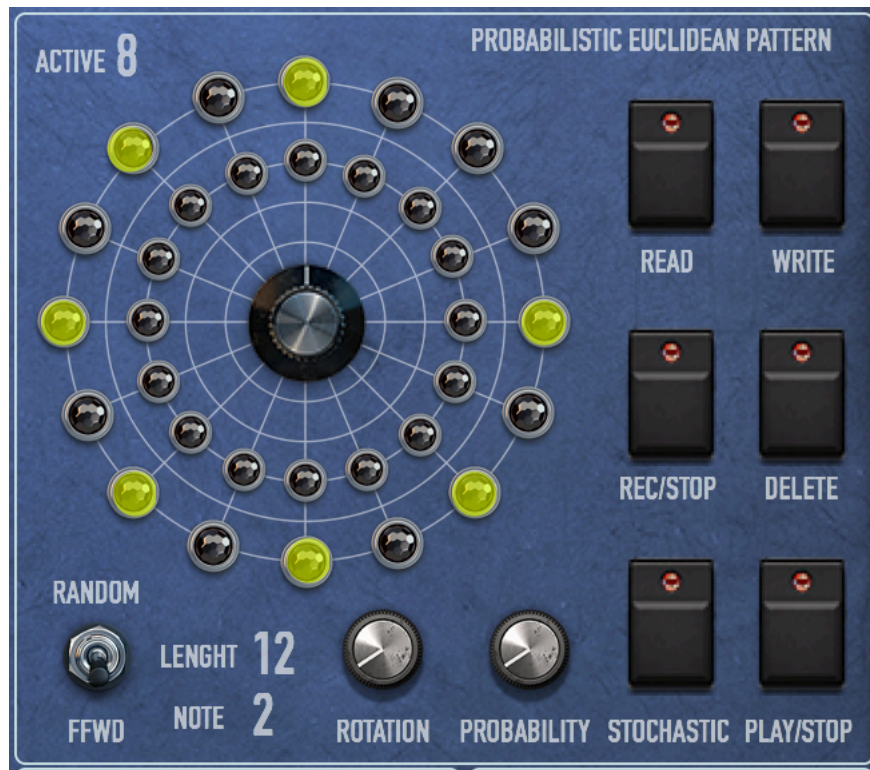 PROBABILISTIC EUCLIDEAN PATTERN
ACTIVE 8
READ
WRITE
REC/STOP
DELETE
RANDOM
LENGHT 12
NOTE 2
FFWD
ROTATION
PROBABILITY
STOCHASTIC
PLAY/STOP